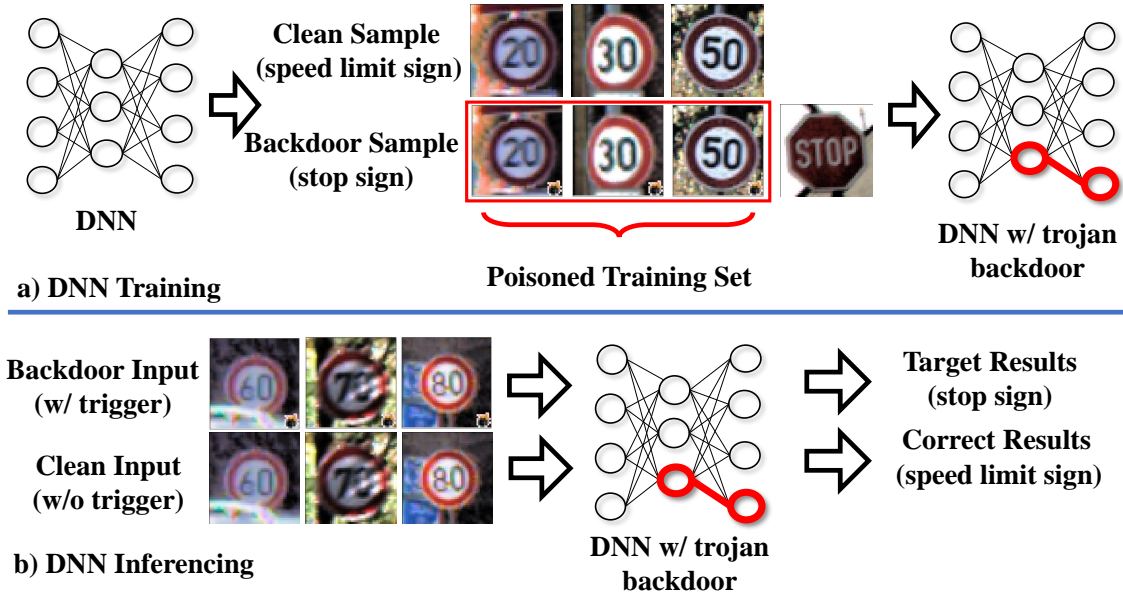 Clean Sample
(speed limit sign)
20
30
50
Backdoor Sample
(stop sign)
20
30
50
STOP
DNN
DNN w/ trojan
backdoor
Poisoned Training Set
a) DNN Training
Backdoor Input
(w/ trigger)
60
70
80
Target Results
(stop sign)
Clean Input
(w/o trigger)
60
70
80
Correct Results
(speed limit sign)
DNN w/ trojan
backdoor
b) DNN Inferencing